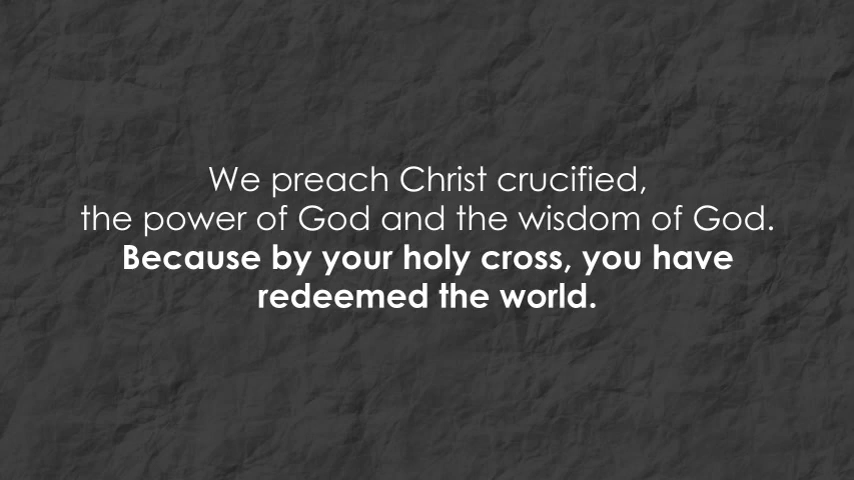 We preach Christ crucified,
the power of God and the wisdom of God.
Because by your holy cross, you have
redeemed the world.